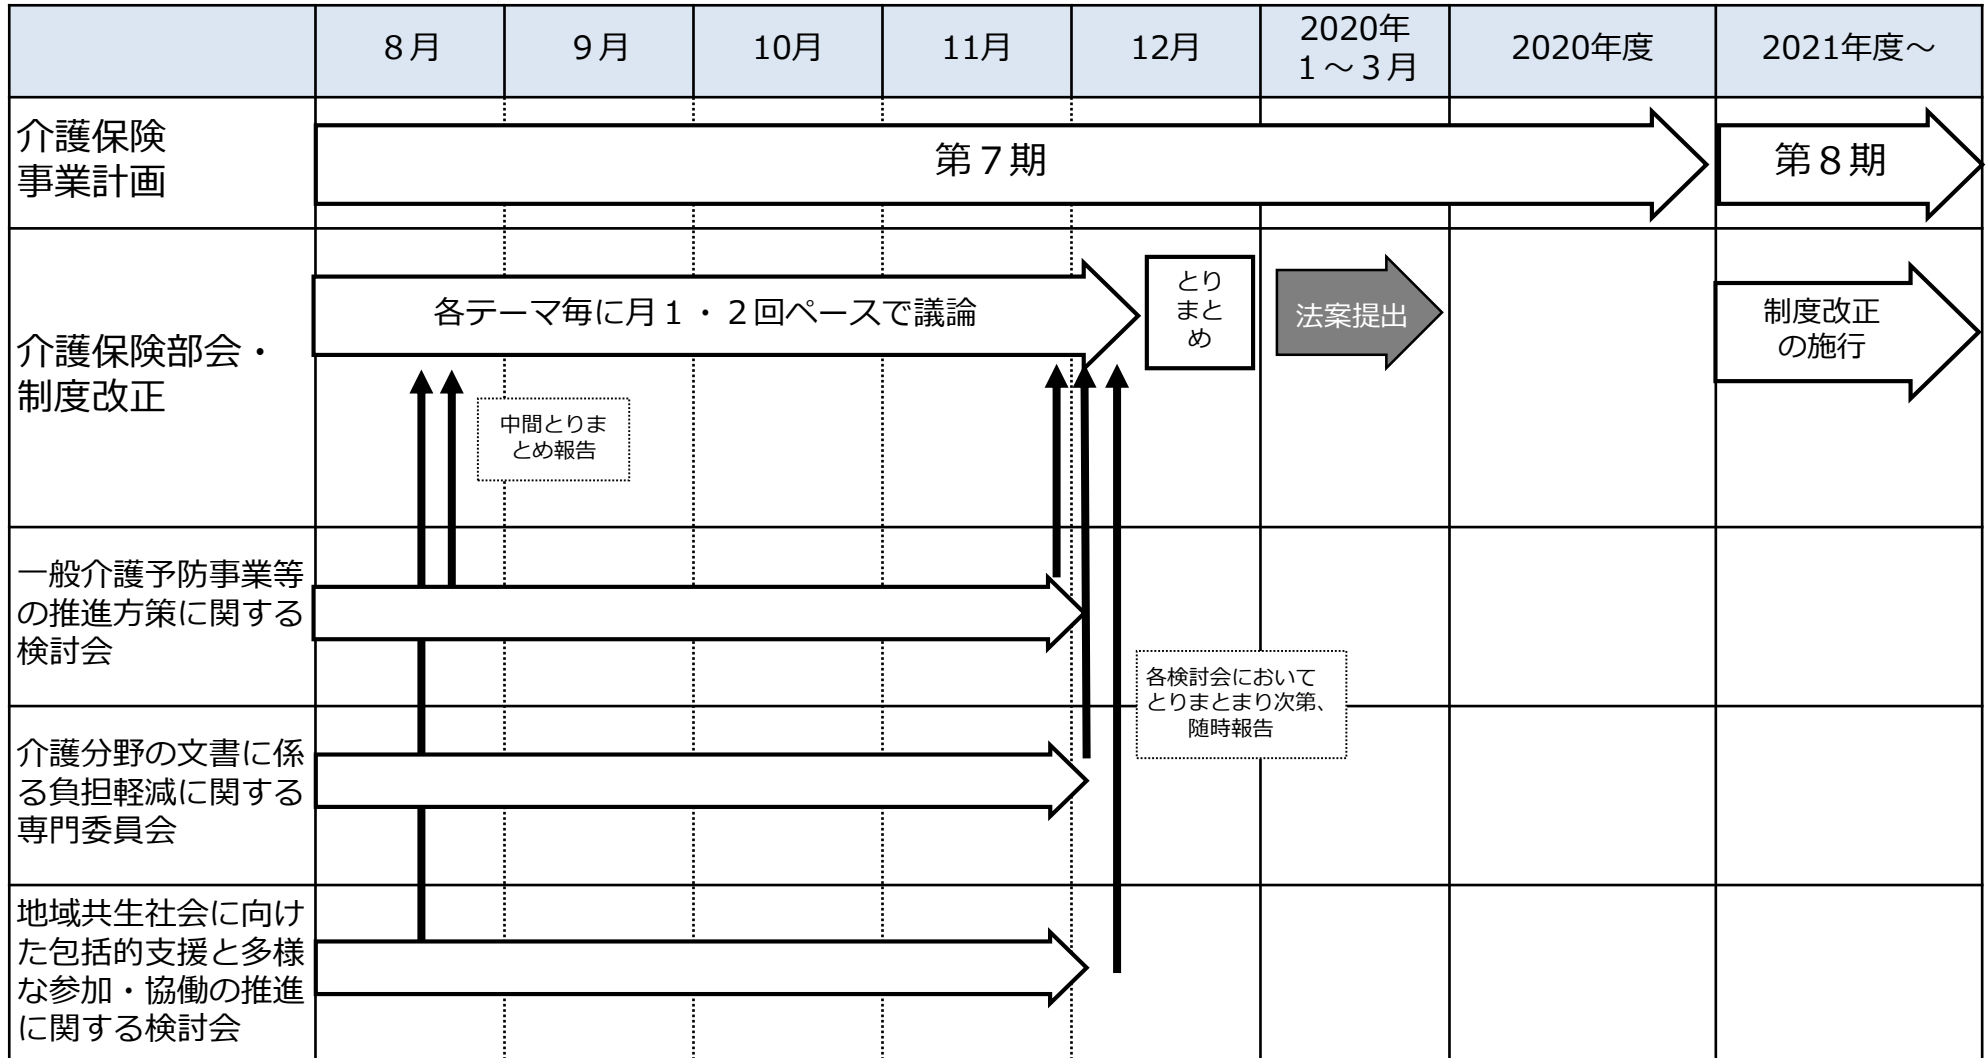 ８月
９月
10月
11月
12月
2020年
１～３月
2020年度
2021年度～
介護保険
事業計画
第７期
第８期
介護保険部会・
制度改正
各テーマ毎に月１・２回ペースで議論
とり
まと
め
法案提出
制度改正
の施行
中間とりま
とめ報告
一般介護予防事業等
の推進方策に関する
検討会
各検討会において
とりまとまり次第、
随時報告
介護分野の文書に係
る負担軽減に関する
専門委員会
地域共生社会に向け
た包括的支援と多様
な参加・協働の推進
に関する検討会